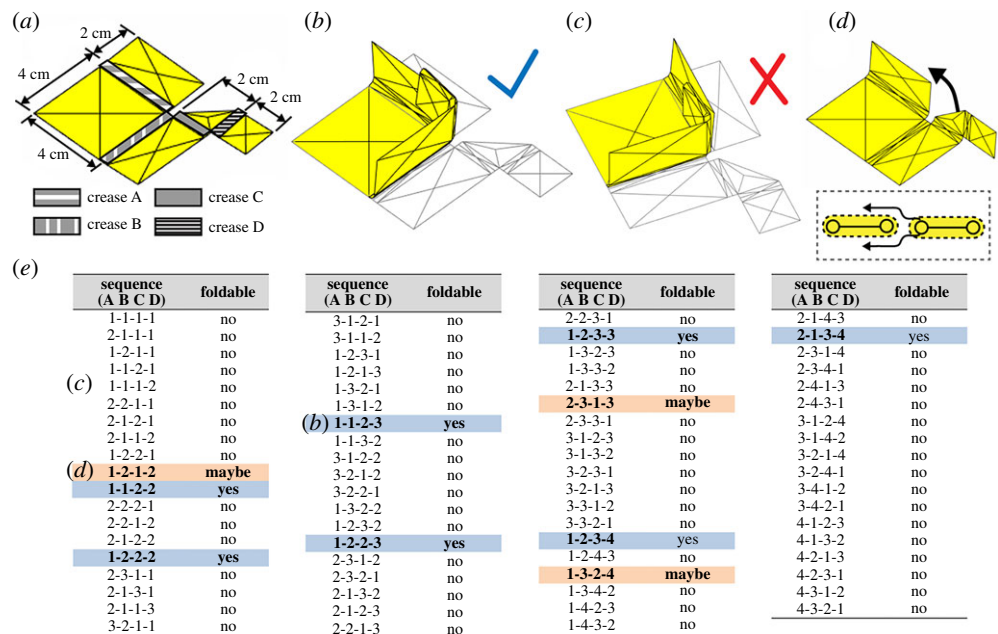 (a)
2 cm
4 cm
4 cm
2 cm
2 cm
crease A
crease C
crease B
crease D
(b)
(c)
(d)
(e)
sequence
(A B C D) foldable
1-1-1-1 no
2-1-1-1 no
1-2-1-1 no
1-1-2-1 no
(c) 1-1-1-2 no
2-2-1-1 no
2-1-2-1 no
2-1-1-2 no
1-2-2-1 no
(d) 1-2-1-2 maybe
1-1-2-2 yes
2-2-2-1 no
2-2-1-2 no
2-1-2-2 no
1-2-2-2 yes
2-3-1-1 no
2-1-3-1 no
2-1-1-3 no
3-2-1-1 no
sequence
(A B C D) foldable
3-1-2-1 no
3-1-1-2 no
1-2-3-1 no
1-2-1-3 no
1-3-2-1 no
1-3-1-2 no
(b) 1-1-2-3 yes
1-1-3-2 no
3-1-2-2 no
3-2-1-2 no
3-2-2-1 no
1-3-2-2 no
1-2-3-2 no
1-2-2-3 yes
2-3-1-2 no
2-3-2-1 no
2-1-3-2 no
2-1-2-3 no
2-2-1-3 no
sequence
(A B C D) foldable
2-2-3-1 no
1-2-3-3 yes
1-3-2-3 no
1-3-3-2 no
2-1-3-3 no
2-3-1-3 maybe
2-3-3-1 no
3-1-2-3 no
3-1-3-2 no
3-2-3-1 no
3-2-1-3 no
3-3-1-2 no
3-3-2-1 no
1-2-3-4 yes
1-2-4-3 no
1-3-2-4 maybe
1-3-4-2 no
1-4-2-3 no
1-4-3-2 no
sequence
(A B C D) foldable
2-1-4-3 no
2-1-3-4 yes
2-3-1-4 no
2-3-4-1 no
2-4-1-3 no
2-4-3-1 no
3-1-2-4 no
3-1-4-2 no
3-2-1-4 no
3-2-4-1 no
3-4-1-2 no
3-4-2-1 no
4-1-2-3 no
4-1-3-2 no
4-2-1-3 no
4-2-3-1 no
4-3-1-2 no
4-3-2-1 no